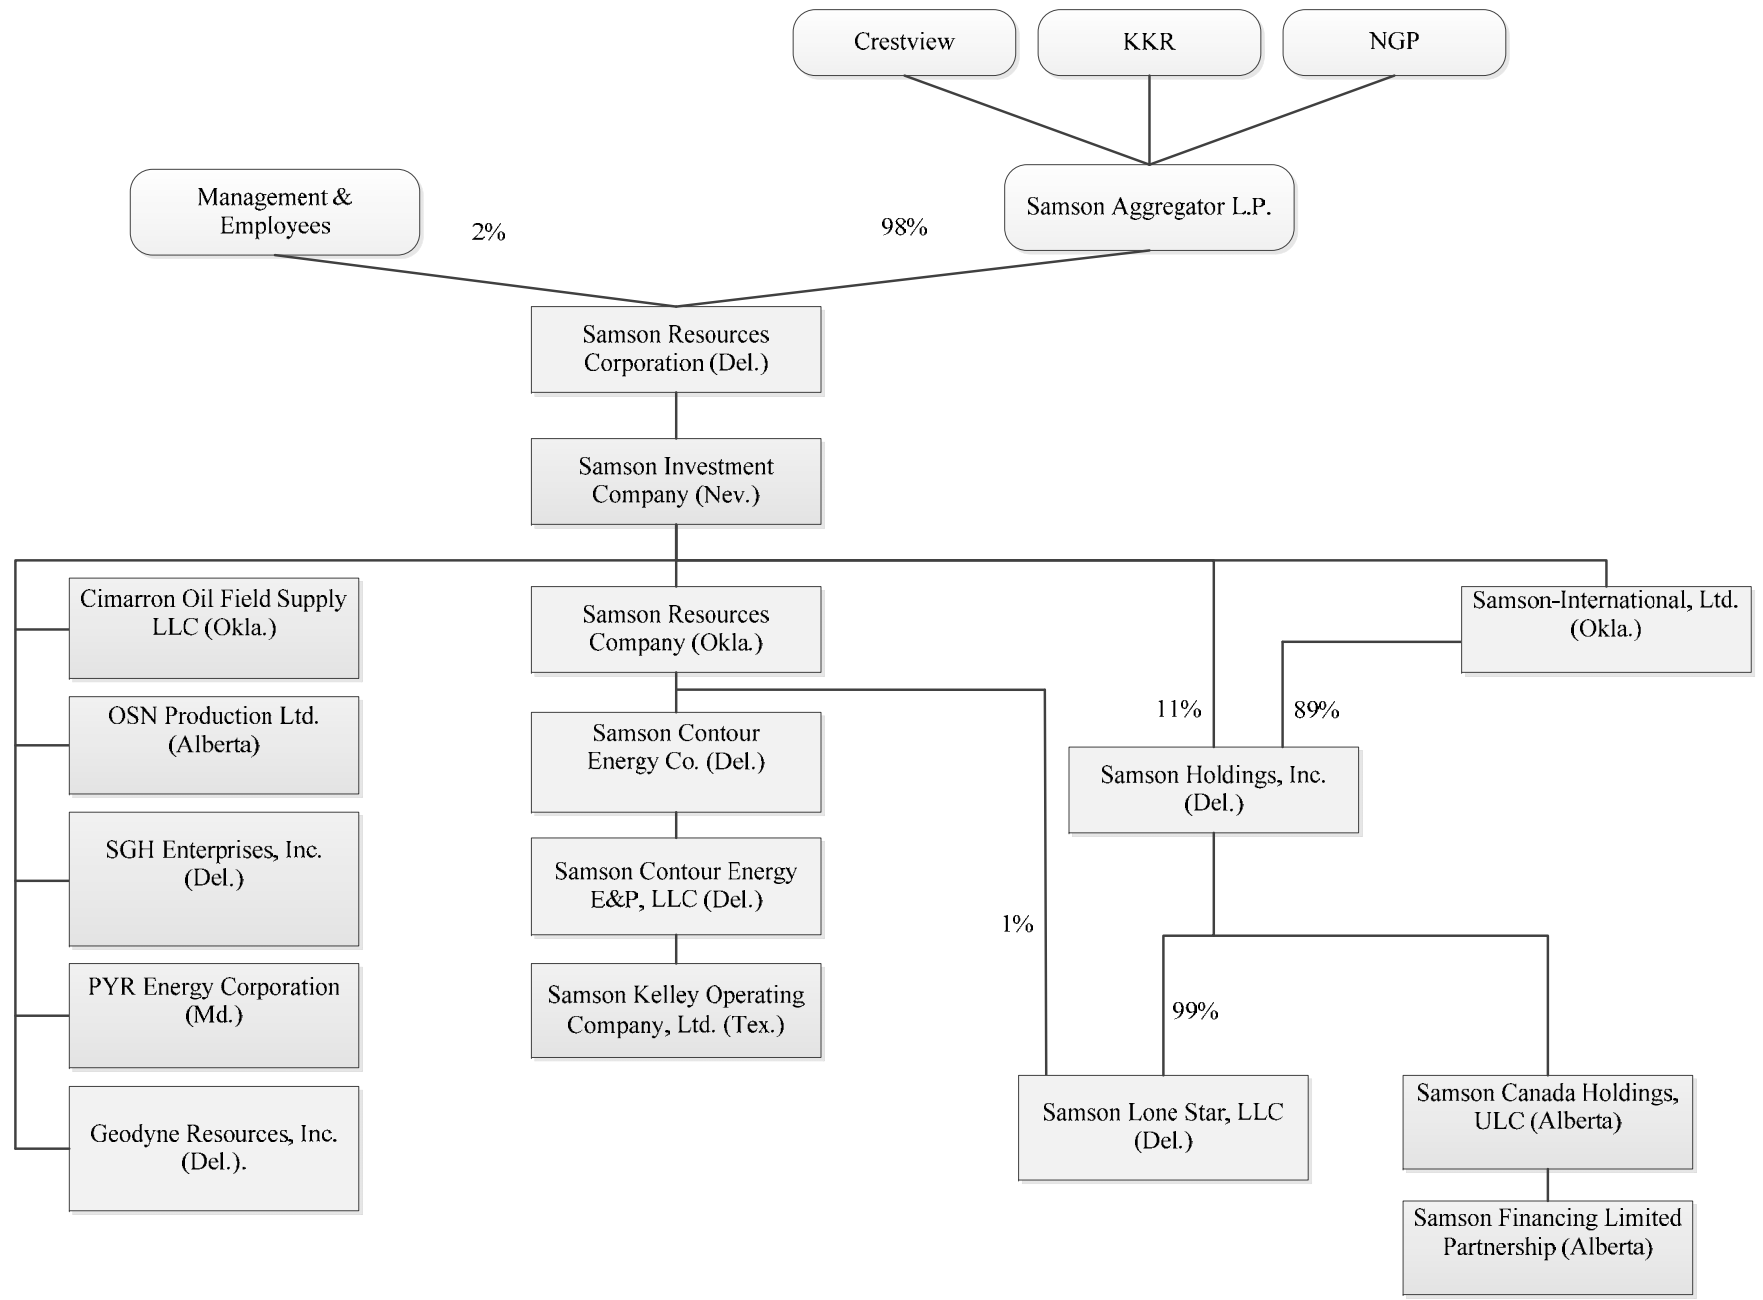 Crestview
KKR
NGP
Management &
Employees
Samson Aggregator L.P.
2%
98%
Samson Resources
Corporation (Del.)
Samson Investment
Company (Nev.)
Cimarron Oil Field Supply
LLC (Okla.)
OSN Production Ltd.
(Alberta)
SGH Enterprises, Inc.
(Del.)
PYR Energy Corporation
(Md.)
Geodyne Resources, Inc.
(Del.).
Samson Resources
Company (Okla.)
Samson Contour
Energy Co. (Del.)
Samson Contour Energy
E&P, LLC (Del.)
Samson Kelley Operating
Company, Ltd. (Tex.)
Samson-International, Ltd.
(Okla.)
11%
89%
Samson Holdings, Inc.
(Del.)
1%
99%
Samson Lone Star, LLC
(Del.)
Samson Canada Holdings,
ULC (Alberta)
Samson Financing Limited
Partnership (Alberta)